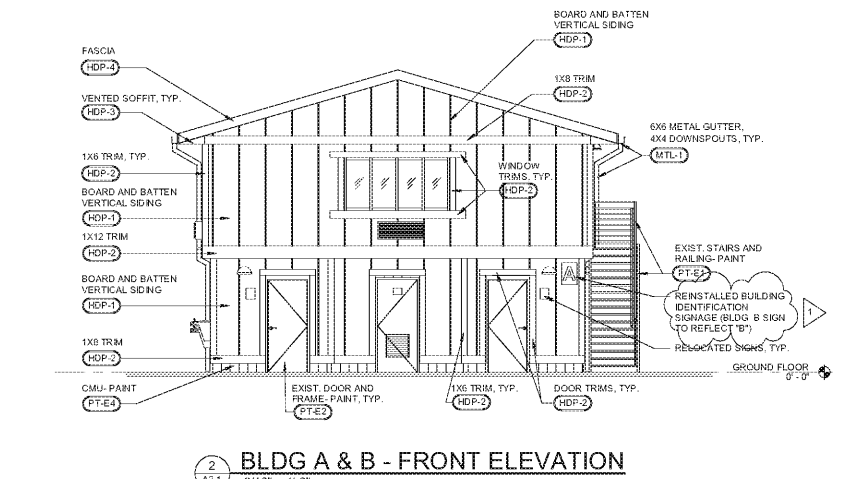 BOARD AND BATTEN
VERTICAL SIDING
HDP-1
FASCIA
HDP-4
1X8 TRIM
HDP-2
VENTED SOFFIT, TYP.
HDP-3
6X6 METAL GUTTER,
4X4 DOWNSPOUTS, TYP.
MTL-1
1X6 TRIM, TYP.
HDP-2
WINDOW
TRIMS, TYP.
HDP-2
BOARD AND BATTEN
VERTICAL SIDING
HDP-1
1X12 TRIM
HDP-2
EXIST. STAIRS AND
RAILING- PAINT
PT-E1
BOARD AND BATTEN
VERTICAL SIDING
HDP-1
A
REINSTALLED BUILDING
IDENTIFICATION
SIGNAGE (BLDG B SIGN
TO REFLECT "B")
1
RELOCATED SIGNS, TYP.
1X8 TRIM
HDP-2
GROUND FLOOR
0' - 0"
CMU- PAINT
PT-E4
EXIST. DOOR AND
FRAME- PAINT, TYP.
PT-E2
1X6 TRIM, TYP.
HDP-2
DOOR TRIMS, TYP.
HDP-2
2
BLDG A & B - FRONT ELEVATION